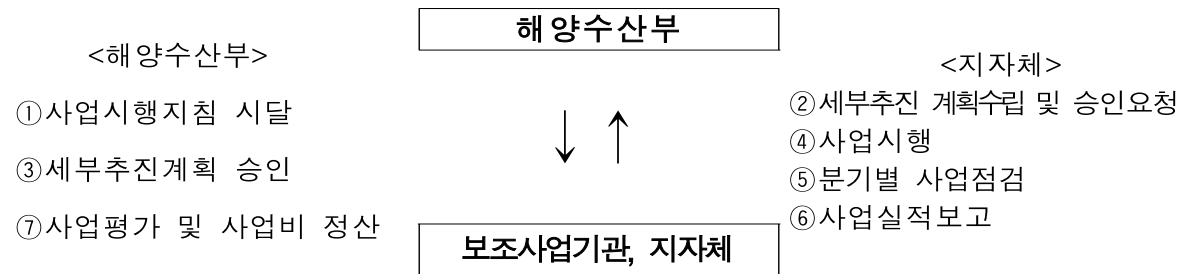 해양수산부
<해양수산부>
①사업시행지침 시달
③세부추진계획 승인
⑦사업평가 및 사업비 정산
<지자체>
②세부추진 계획수립 및 승인요청
④사업시행
⑤분기별 사업점검
⑥사업실적보고
보조사업기관, 지자체